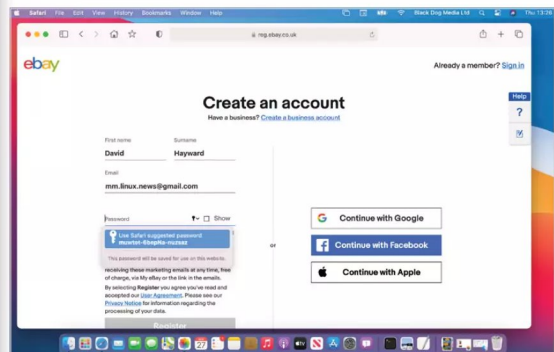 Safari File Edit View History Bookmarks Window Help
Black Dog Media Ltd
Thu 13:26
reg.ebay.co.uk
ebay
Already a member? Sign in
Create an account
Have a business? Create a business account
Help
?
First name Surname
David Hayward
Email
mm.linux.news@gmail.com
Password Show
Use Safari suggested password
This password will be saved for use on this website.
receiving these marketing emails at any time, free
of charge, via My eBay or the link in the emails.
By selecting Register you agree you've read and
accepted our User Agreement. Please see our
Privacy Notice for information regarding the
processing of your data.
Register
or
Continue with Google
Continue with Facebook
Continue with Apple
27
tv